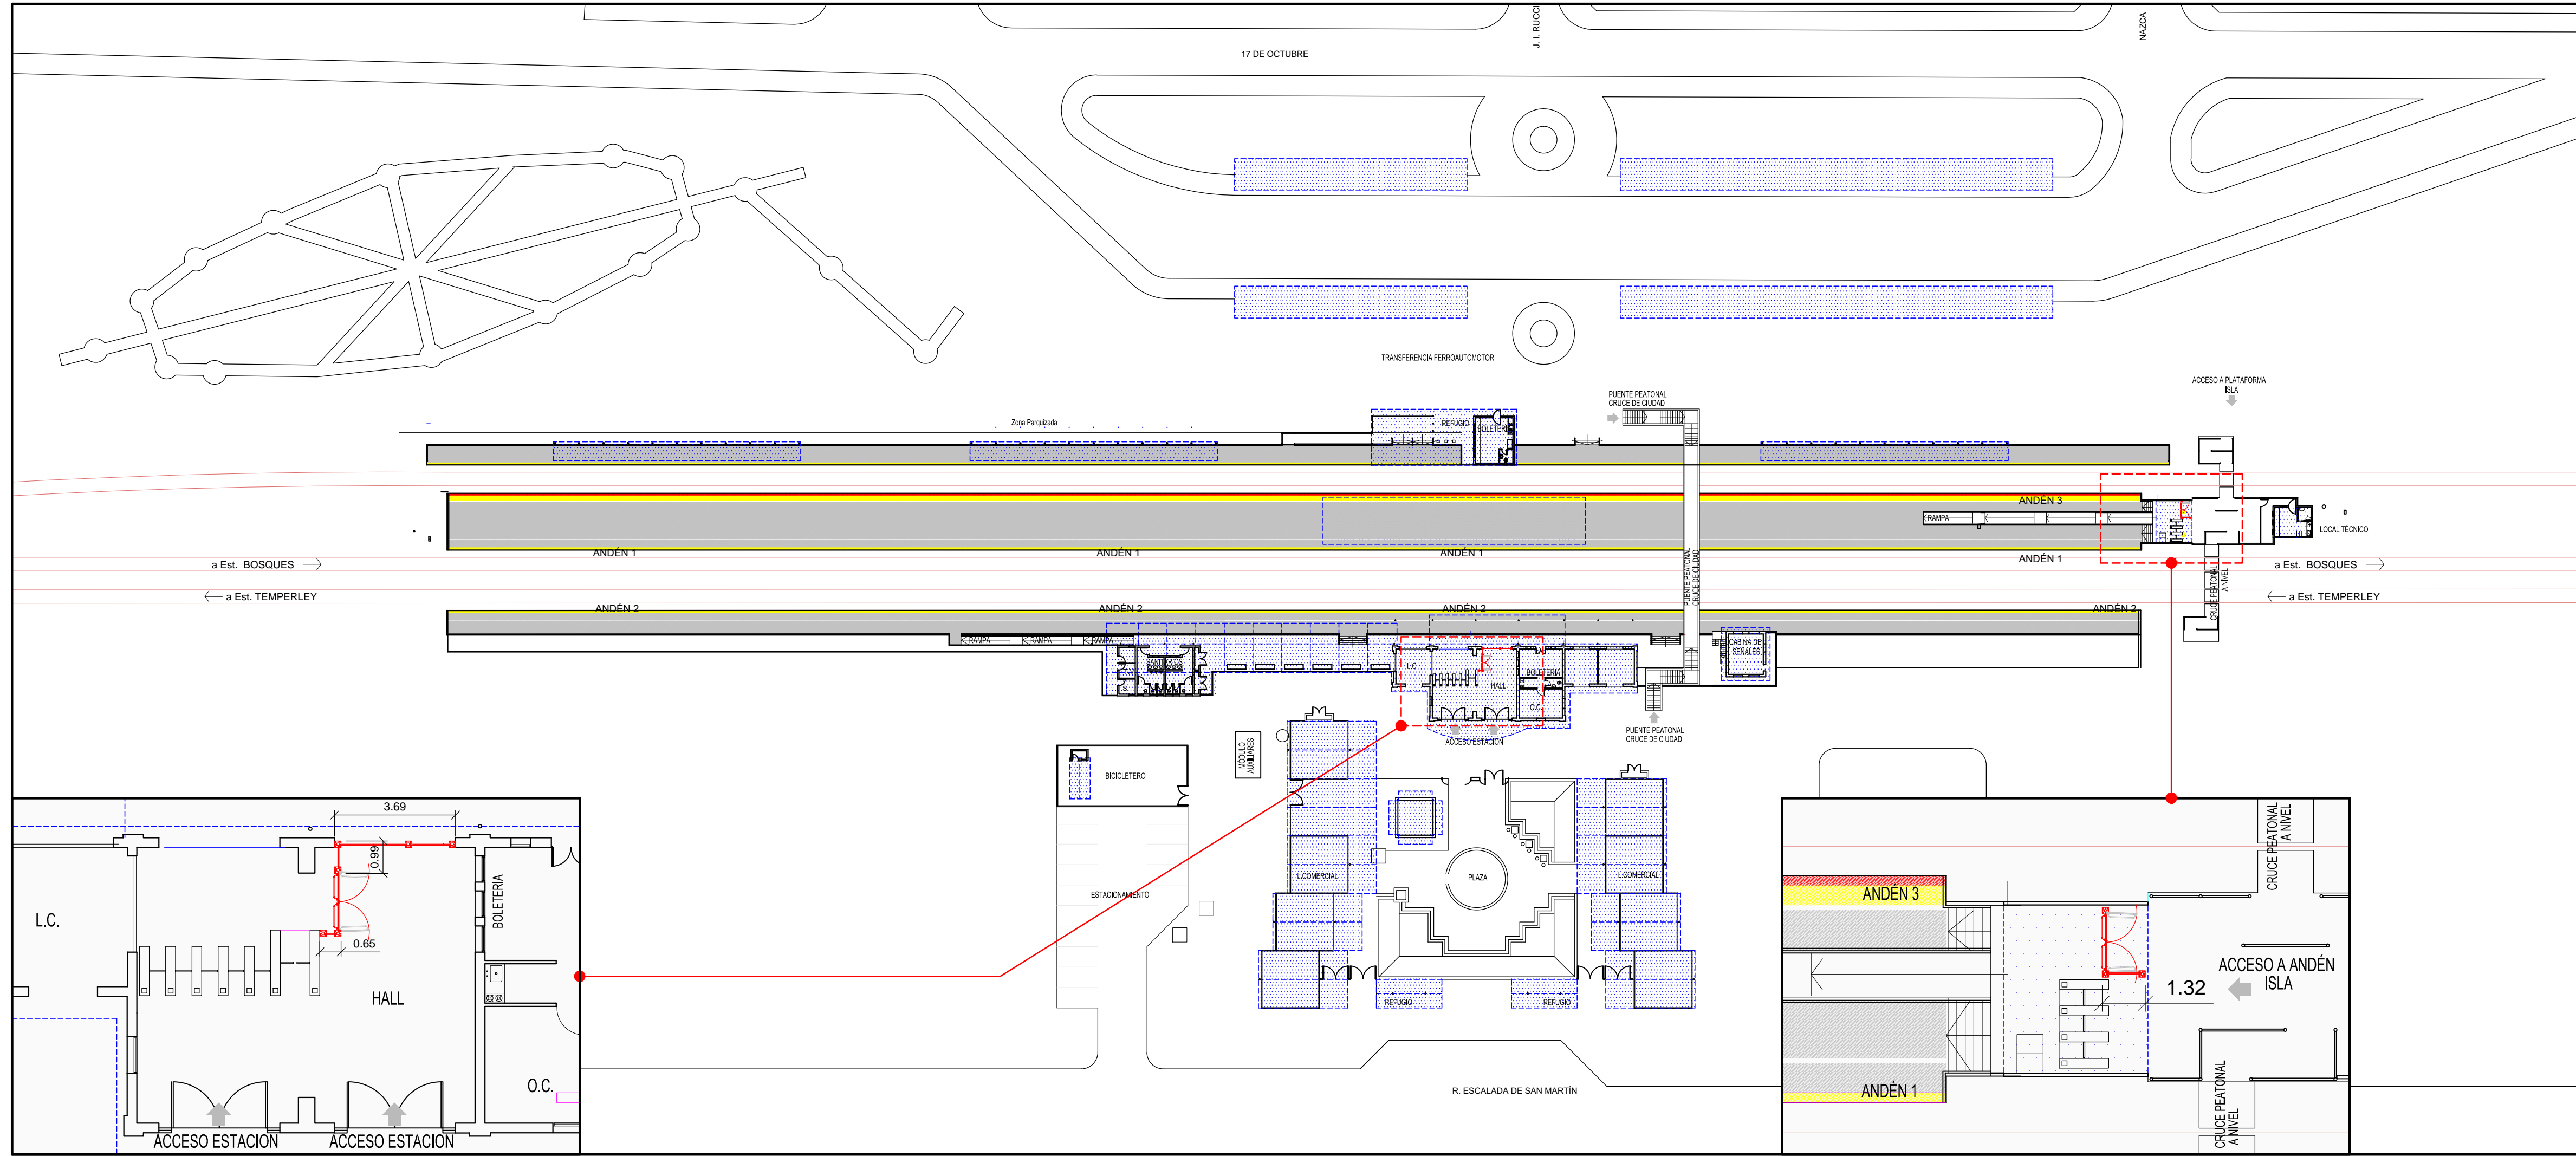 J. I. RUCCI
NAZCA
17 DE OCTUBRE
TRANSFERENCIA FERROAUTOMOTOR
ACCESO A PLATAFORMA
ISLA
PUENTE PEATONAL
CRUCE DE CIUDAD
Zona Parquizada
REFUGIO
BOLETERIA
ANDÉN 3
RAMPA
LOCAL TÉCNICO
ANDÉN 1
ANDÉN 1
ANDÉN 1
ANDÉN 1
a Est. BOSQUES
a Est. BOSQUES
PUENTE PEATONAL
CRUCE DE CIUDAD
CRUCE PEATONAL
A NIVEL
a Est. TEMPERLEY
a Est. TEMPERLEY
ANDÉN 2
ANDÉN 2
ANDÉN 2
ANDÉN 2
RAMPA
RAMPA
RAMPA
SANITARIOS
L.C.
BOLETERIA
HALL
O.C.
CABINA DE
SEÑALES
ACCESO ESTACION
PUENTE PEATONAL
CRUCE DE CIUDAD
MÓDULO
AUXILIARES
BICICLETERO
ESTACIONAMIENTO
L.COMERCIAL
PLAZA
L.COMERCIAL
REFUGIO
REFUGIO
R. ESCALADA DE SAN MARTÍN
3.69
0.99
L.C.
BOLETERIA
0.65
HALL
O.C.
ACCESO ESTACION
ACCESO ESTACION
CRUCE PEATONAL
A NIVEL
ANDÉN 3
ACCESO A ANDÉN
ISLA
1.32
ANDÉN 1
CRUCE PEATONAL
A NIVEL